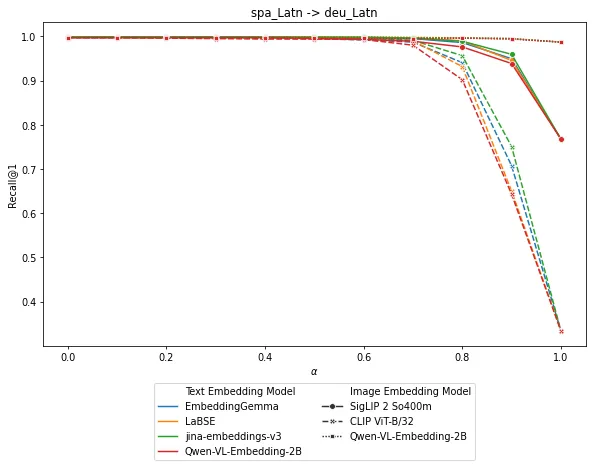 spa_Latn -> deu_Latn
1.0
0.9
0.8
0.7
0.6
0.5
0.4
Recall@1
0.0 0.2 0.4 0.6 0.8 1.0
α
Text Embedding Model Image Embedding Model
EmbeddingGemma SigLIP 2 So400m
LaBSE CLIP ViT-B/32
jina-embeddings-v3 Qwen-VL-Embedding-2B
Qwen-VL-Embedding-2B